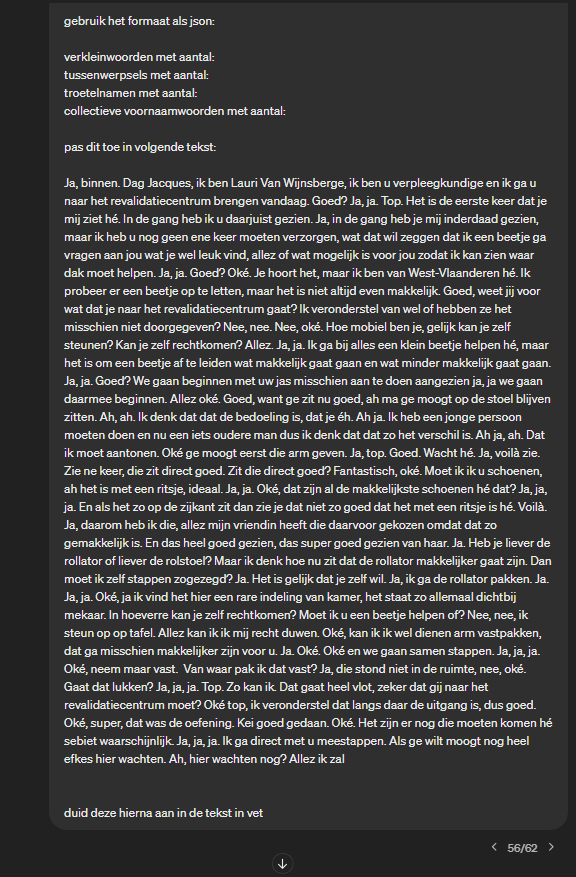 gebruik het formaat als json:
verkleinwoorden met aantal:
tussenwerpsels met aantal:
troetelnamen met aantal:
collectieve voornaamwoorden met aantal:
pas dit toe in volgende tekst:
Ja, binnen. Dag Jacques, ik ben Lauri Van Wijnsberge, ik ben u verpleegkundige en ik ga u
naar het revalidatiecentrum brengen vandaag. Goed? Ja, ja. Top. Het is de eerste keer dat je
mij ziet hé. In de gang heb ik u daarjuist gezien. Ja, in de gang heb je mij inderdaad gezien,
maar ik heb u nog geen ene keer moeten verzorgen, wat dat wil zeggen dat ik een beetje ga
vragen aan jou wat je wel leuk vind, allez of wat mogelijk is voor jou zodat ik kan zien waar
dak moet helpen. Ja, ja. Goed? Oké. Je hoort het, maar ik ben van West-Vlaanderen hé. Ik
probeer er een beetje op te letten, maar het is niet altijd even makkelijk. Goed, weet jij voor
wat dat je naar het revalidatiecentrum gaat? Ik veronderstel van wel of hebben ze het
misschien niet doorgegeven? Nee, nee. Nee, oké. Hoe mobiel ben je, gelijk kan je zelf
steunen? Kan je zelf rechtkomen? Allez. Ja, ja. Ik ga bij alles een klein beetje helpen hé, maar
het is om een beetje af te leiden wat makkelijk gaat gaan en wat minder makkelijk gaat gaan.
Ja, ja. Goed? We gaan beginnen met uw jas misschien aan te doen aangezien ja, ja we gaan
daarmee beginnen. Allez oké. Goed, want ge zit nu goed, ah ma ge moogt op de stoel blijven
zitten. Ah, ah. Ik denk dat dat de bedoeling is, dat je éh. Ah ja. Ik heb een jonge persoon
moeten doen en nu een iets oudere man dus ik denk dat dat zo het verschil is. Ah ja, ah. Dat
ik moet aantonen. Oké ge moogt eerst die arm geven. Ja, top. Goed. Wacht hé. Ja, voilà zie.
Zie ne keer, die zit direct goed. Zit die direct goed? Fantastisch, oké. Moet ik ik u schoenen,
ah het is met een ritsje, ideaal. Ja, ja. Oké, dat zijn al de makkelijkste schoenen hé dat? Ja, ja,
ja. En als het zo op de zijkant zit dan zie je dat niet zo goed dat het met een ritsje is hé. Voilà.
Ja, daarom heb ik die, allez mijn vriendin heeft die daarvoor gekozen omdat dat zo
gemakkelijk is. En das heel goed gezien, das super goed gezien van haar. Ja. Heb je liever de
rollator of liever de rolstoel? Maar ik denk hoe nu zit dat de rollator makkelijker gaat zijn. Dan
moet ik zelf stappen zogezegd? Ja. Het is gelijk dat je zelf wil. Ja, ik ga de rollator pakken. Ja.
Ja, ja. Oké, ja ik vind het hier een rare indeling van kamer, het staat zo allemaal dichtbij
mekaar. In hoeverre kan je zelf rechtkomen? Moet ik u een beetje helpen of? Nee, nee, ik
steun op op tafel. Allez kan ik ik mij recht duwen. Oké, kan ik ik wel dienen arm vastpakken,
dat ga misschien makkelijker zijn voor u. Ja. Oké. Oké en we gaan samen stappen. Ja, ja, ja.
Oké, neem maar vast.  Van waar pak ik dat vast? Ja, die stond niet in de ruimte, nee, oké.
Gaat dat lukken? Ja, ja, ja. Top. Zo kan ik. Dat gaat heel vlot, zeker dat gij naar het
revalidatiecentrum moet? Oké top, ik veronderstel dat langs daar de uitgang is, dus goed.
Oké, super, dat was de oefening. Kei goed gedaan. Oké. Het zijn er nog die moeten komen hé
sebiet waarschijnlijk. Ja, ja, ja. Ik ga direct met u meestappen. Als ge wilt moogt nog heel
efkes hier wachten. Ah, hier wachten nog? Allez ik zal
duid deze hierna aan in de tekst in vet
56/62